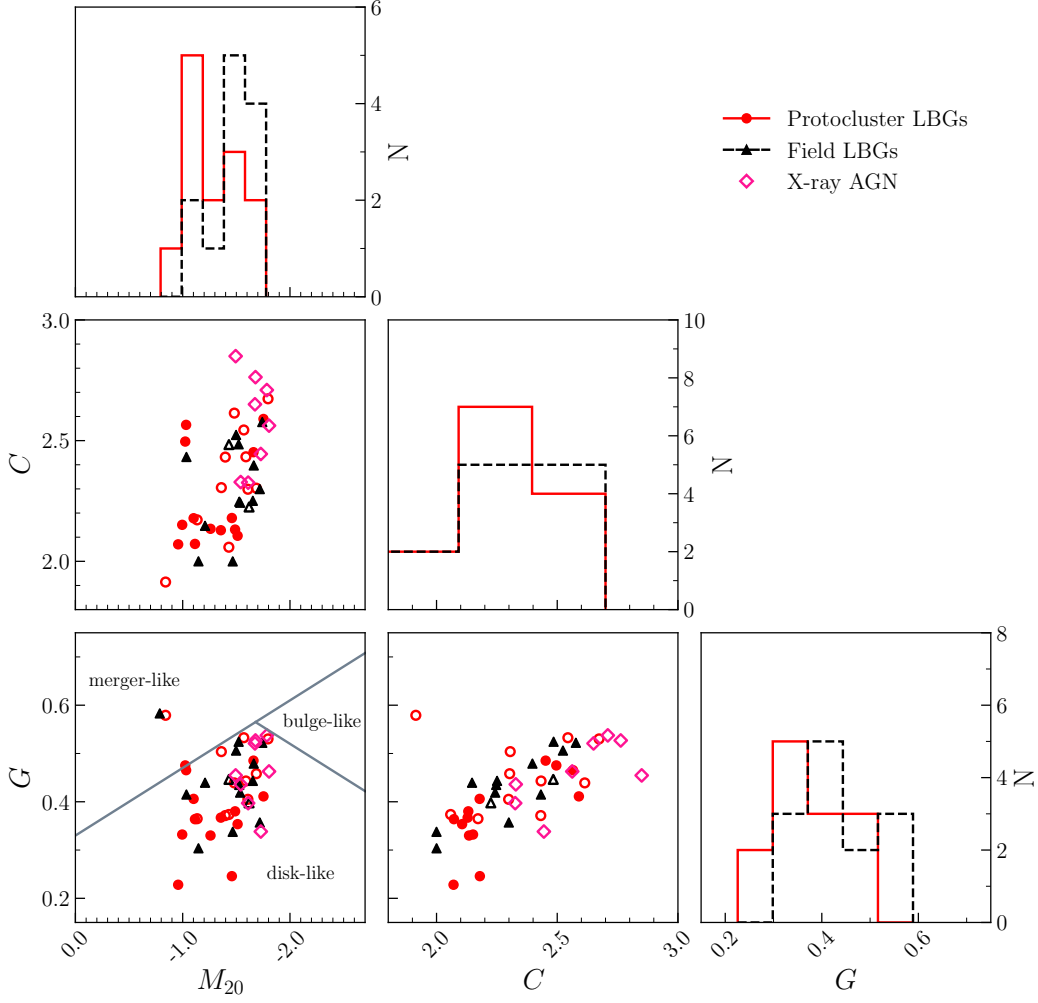 6
4
2
0
N
Protocluster LBGs
Field LBGs
X-ray AGN
3.0
2.5
2.0
C
10
8
6
4
2
0
N
merger-like
bulge-like
disk-like
0.6
0.4
0.2
G
0.0 -1.0 -2.0
M20
2.0 2.5 3.0
C
8
6
4
2
0
N
0.2 0.4 0.6
G